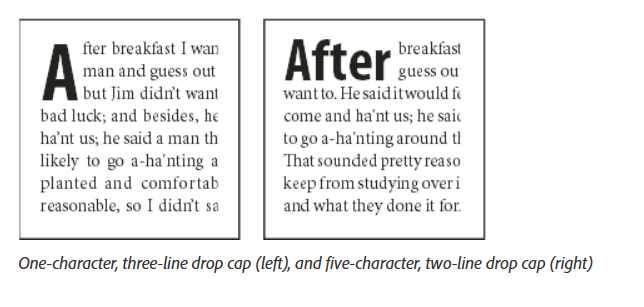 After breakfast I wan
man and guess out
but Jim didn't want
bad luck; and besides, he
ha'nt us; he said a man th
likely to go a-ha'nting a
planted and comfortab
reasonable, so I didn't sa
After breakfast
guess ou
want to. He said it would fe
come and ha'nt us; he said
to go a-ha'nting around th
That sounded pretty reaso
keep from studying over i
and what they done it for.
One-character, three-line drop cap (left), and five-character, two-line drop cap (right)